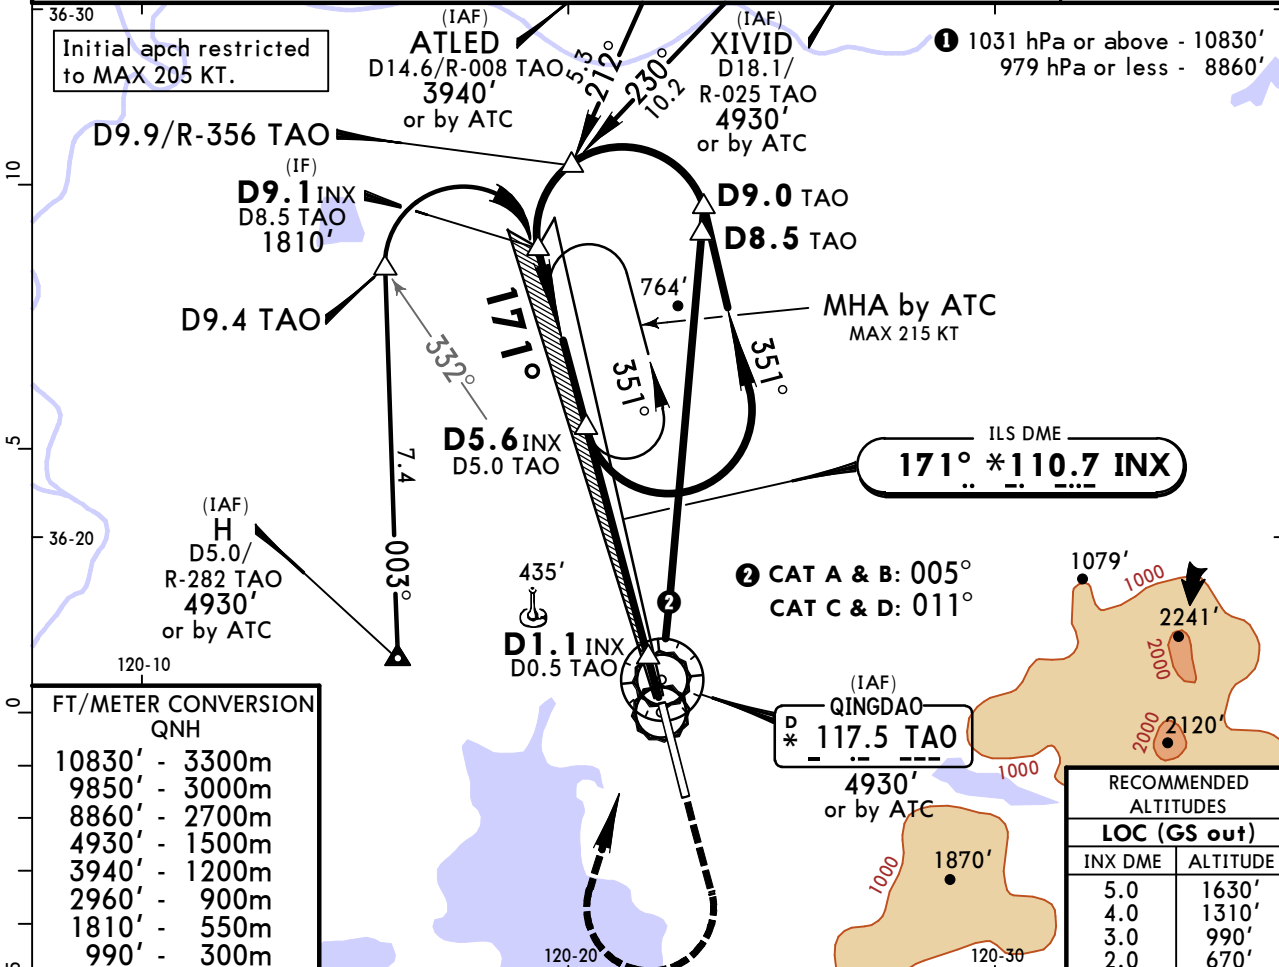 36-30
Initial apch restricted
to MAX 205 KT.
(IAF)
ATLED
D14.6/R-008 TAO
3940'
or by ATC
5.3
212°
230°
10.2
(IAF)
XIVID
D18.1/
R-025 TAO
4930'
or by ATC
1 1031 hPa or above - 10830'
979 hPa or less - 8860'
D9.9/R-356 TAO
(IF)
D9.1 INX
D8.5 TAO
1810'
10
D9.0 TAO
D8.5 TAO
D9.4 TAO
332°
171°
351°
764'
351°
MHA by ATC
MAX 215 KT
D5.6 INX
D5.0 TAO
5
7.4
003°
ILS DME
171° *110.7 INX
(IAF)
H
D5.0/
R-282 TAO
4930'
or by ATC
36-20
435'
2
2 CAT A & B: 005°
CAT C & D: 011°
D1.1 INX
D0.5 TAO
1079'
1000
2241'
2000
2120'
2000
1000
120-10
0
(IAF)
QINGDAO
D
* 117.5 TAO
4930'
or by ATC
FT/METER CONVERSION
QNH
10830' - 3300m
9850' - 3000m
8860' - 2700m
4930' - 1500m
3940' - 1200m
2960' - 900m
1810' - 550m
990' - 300m
1870'
1000
120-20
120-30
5
RECOMMENDED
ALTITUDES
LOC (GS out)
INX DME ALTITUDE
5.0 1630'
4.0 1310'
3.0 990'
2.0 670'